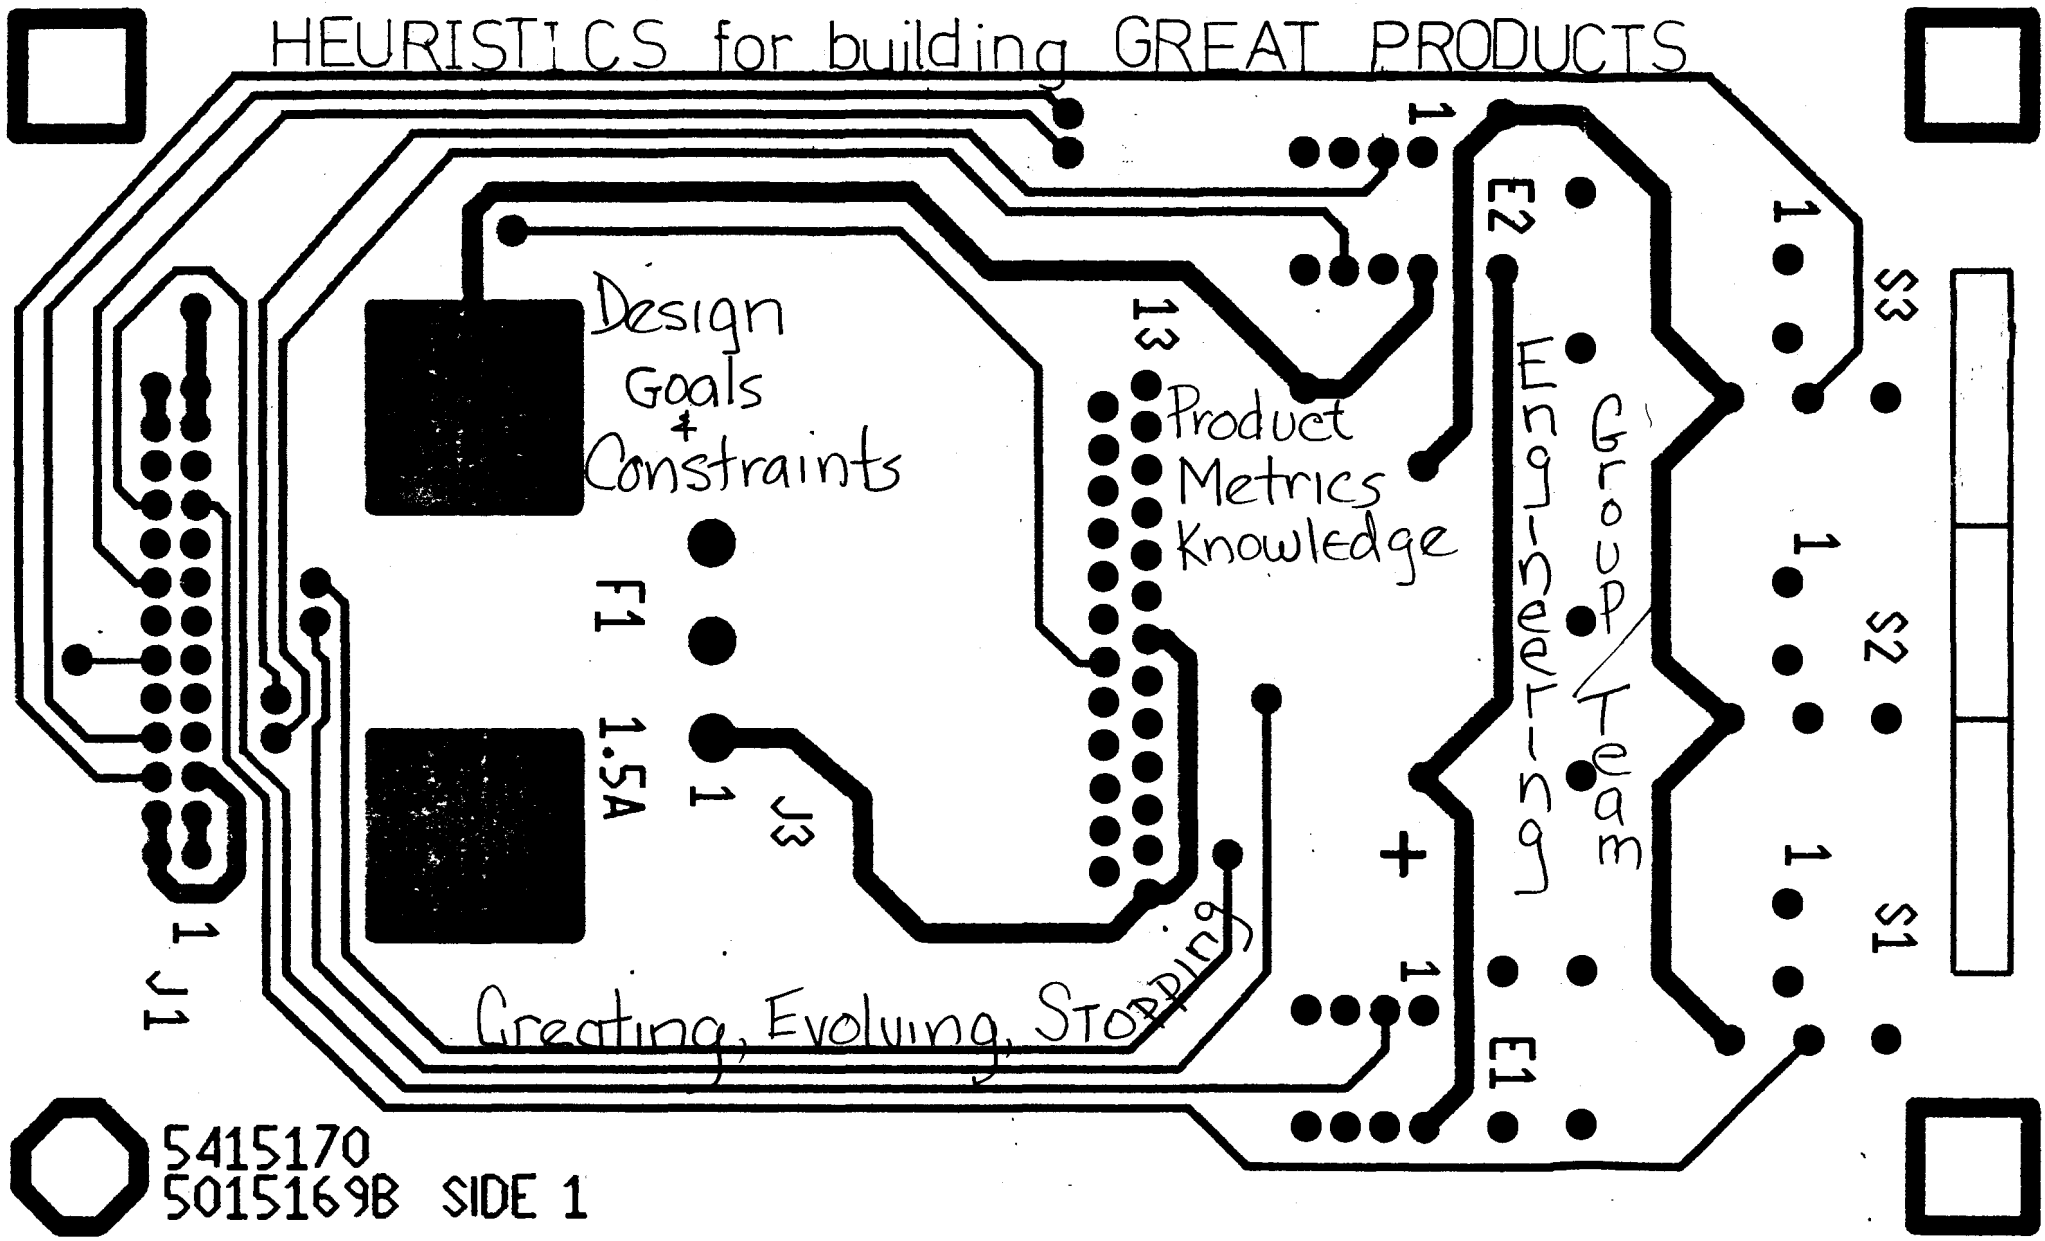 HEURISTICS for building GREAT PRODUCTS
1
E2
1
S3
Design
Goals
&
Constraints
13
Product
Metrics
Knowledge
Engineering
Group/Team
F1
1.5A
1
J3
1
S2
+
1
S1
1
J1
1
E1
Creating, Evolving, Stopping
5415170
5015169B SIDE 1